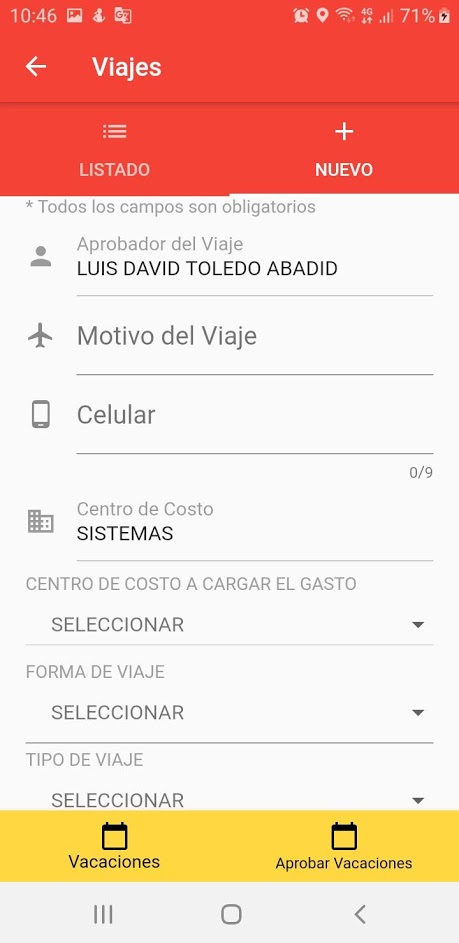 10:46 4G 71%
Viajes
LISTADO NUEVO
* Todos los campos son obligatorios
Aprobador del Viaje
LUIS DAVID TOLEDO ABADID
Motivo del Viaje
Celular
0/9
Centro de Costo
SISTEMAS
CENTRO DE COSTO A CARGAR EL GASTO
SELECCIONAR
FORMA DE VIAJE
SELECCIONAR
TIPO DE VIAJE
SELECCIONAR
Vacaciones Aprobar Vacaciones